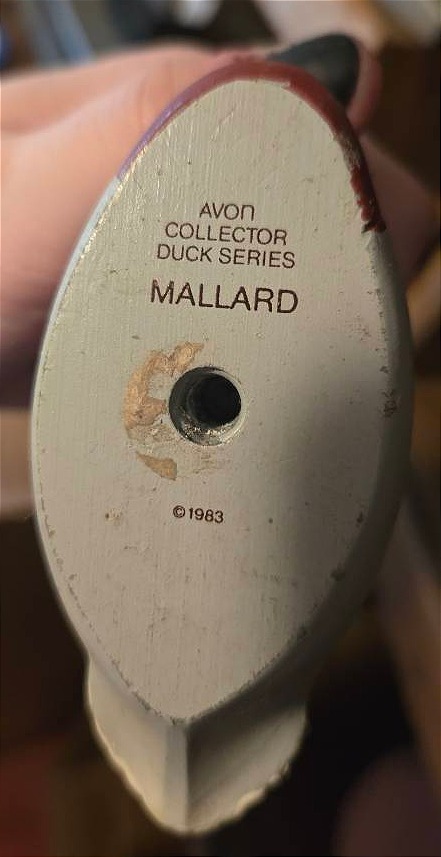 AVON
COLLECTOR
DUCK SERIES
MALLARD
©1983